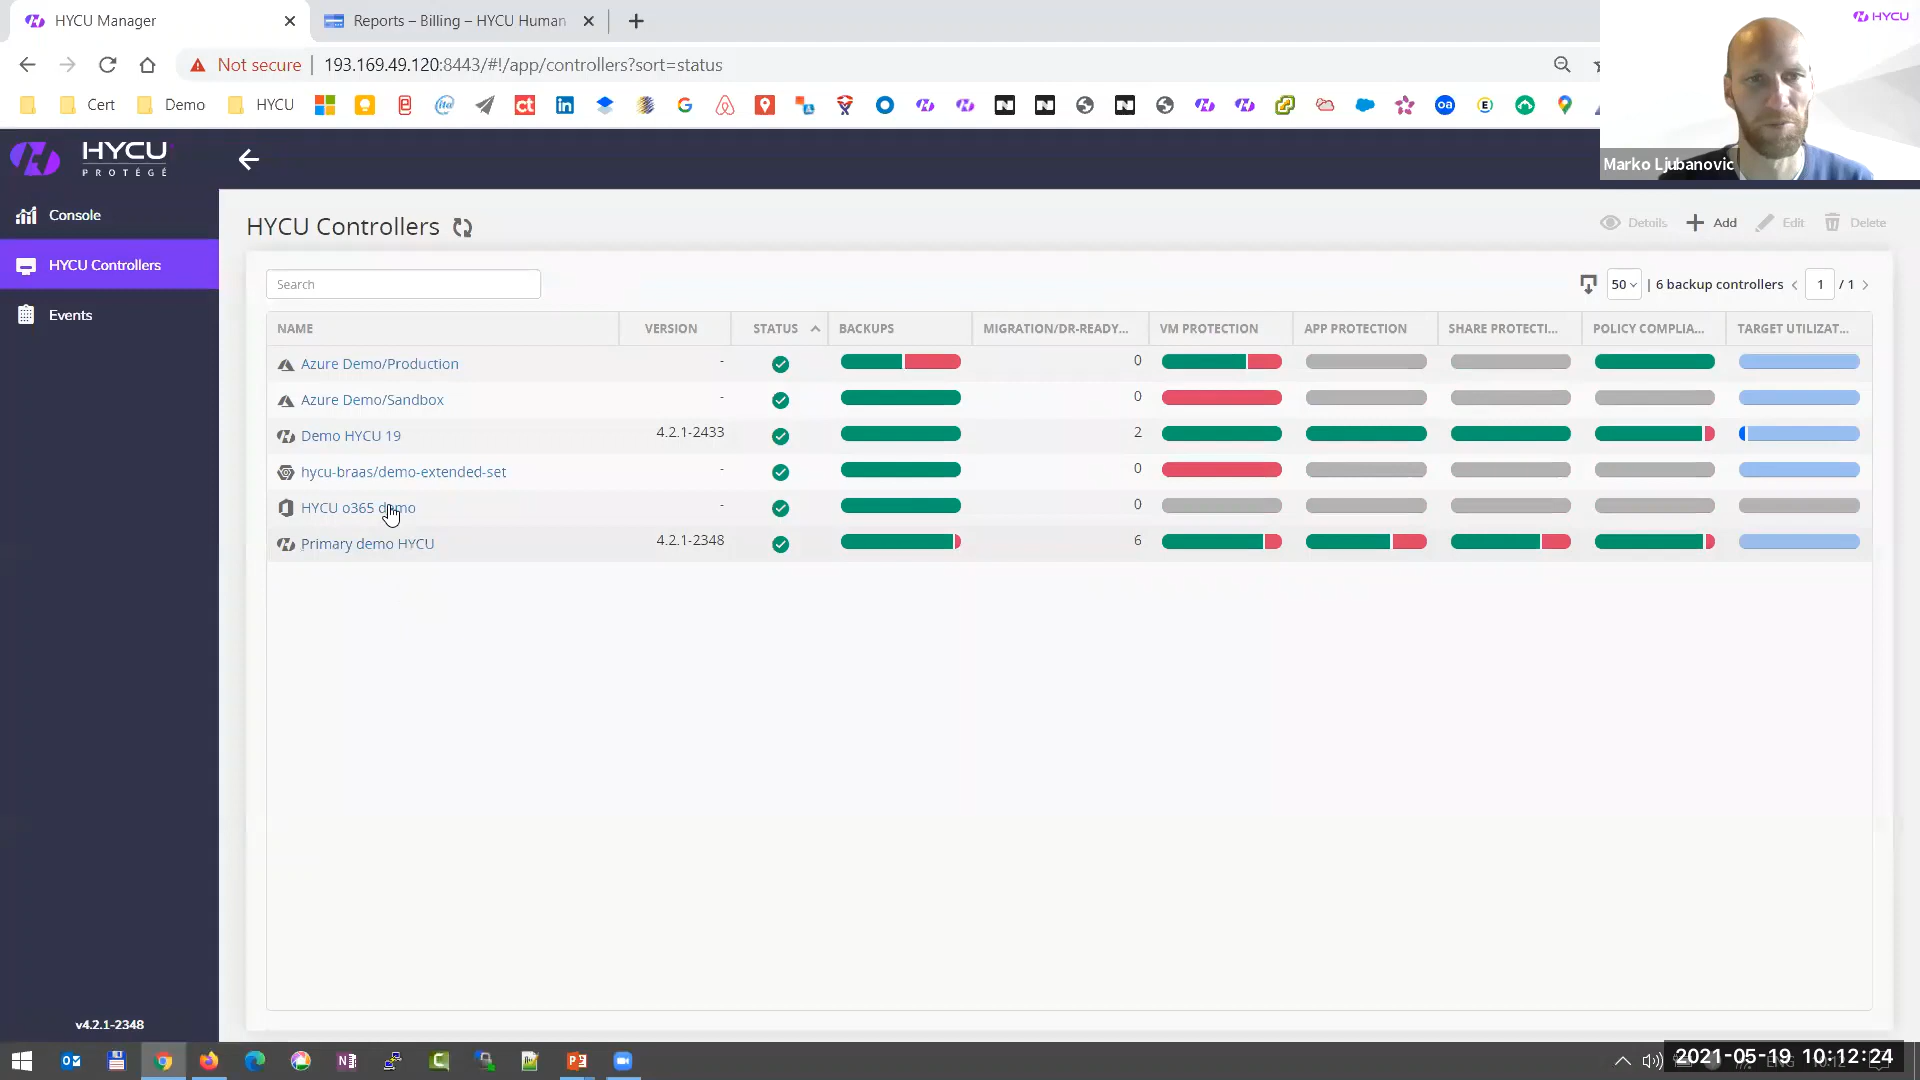 HYCU Manager
Reports – Billing – HYCU Human
HYCU
Not secure
193.169.49.120:8443/#!/app/controllers?sort=status
Cert
Demo
HYCU
Marko Ljubanovic
HYCU
PROTÉGÉ
Console
HYCU Controllers
Events
HYCU Controllers
Details
Add
Edit
Delete
Search
50
| 6 backup controllers
1
/ 1
NAME VERSION STATUS BACKUPS MIGRATION/DR-READY... VM PROTECTION APP PROTECTION SHARE PROTECTI... POLICY COMPLIA... TARGET UTILIZAT...
Azure Demo/Production - 0
Azure Demo/Sandbox - 0
Demo HYCU 19 4.2.1-2433 2
hycu-braas/demo-extended-set - 0
HYCU o365 demo - 0
Primary demo HYCU 4.2.1-2348 6
v4.2.1-2348
2021-05-19 10:12:24